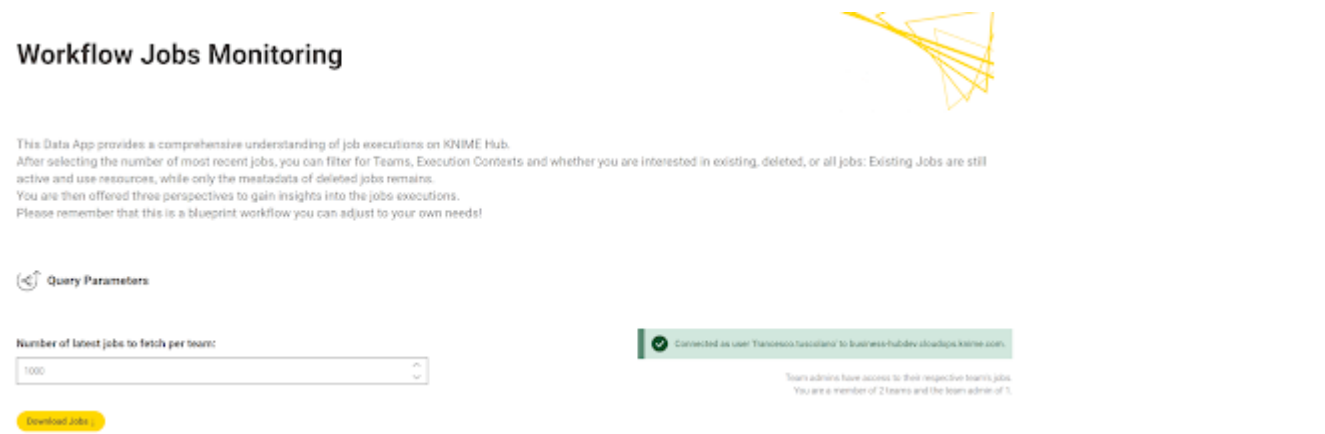 Workflow Jobs Monitoring
This Data App provides a comprehensive understanding of job executions on KNIME Hub.
After selecting the number of most recent jobs, you can filter for Teams, Execution Contexts and whether you are interested in existing, deleted, or all jobs: Existing Jobs are still
active and use resources, while only the meatadata of deleted jobs remains.
You are then offered three perspectives to gain insights into the jobs executions.
Please remember that this is a blueprint workflow you can adjust to your own needs!
Query Parameters
Number of latest jobs to fetch per team:
1000
Connected as user 'francesco.tuscolano' to business-hubdev.cloudops.knime.com.
Team admins have access to their respective team's jobs.
You are a member of 2 teams and the team admin of 1.
Download Jobs ↓